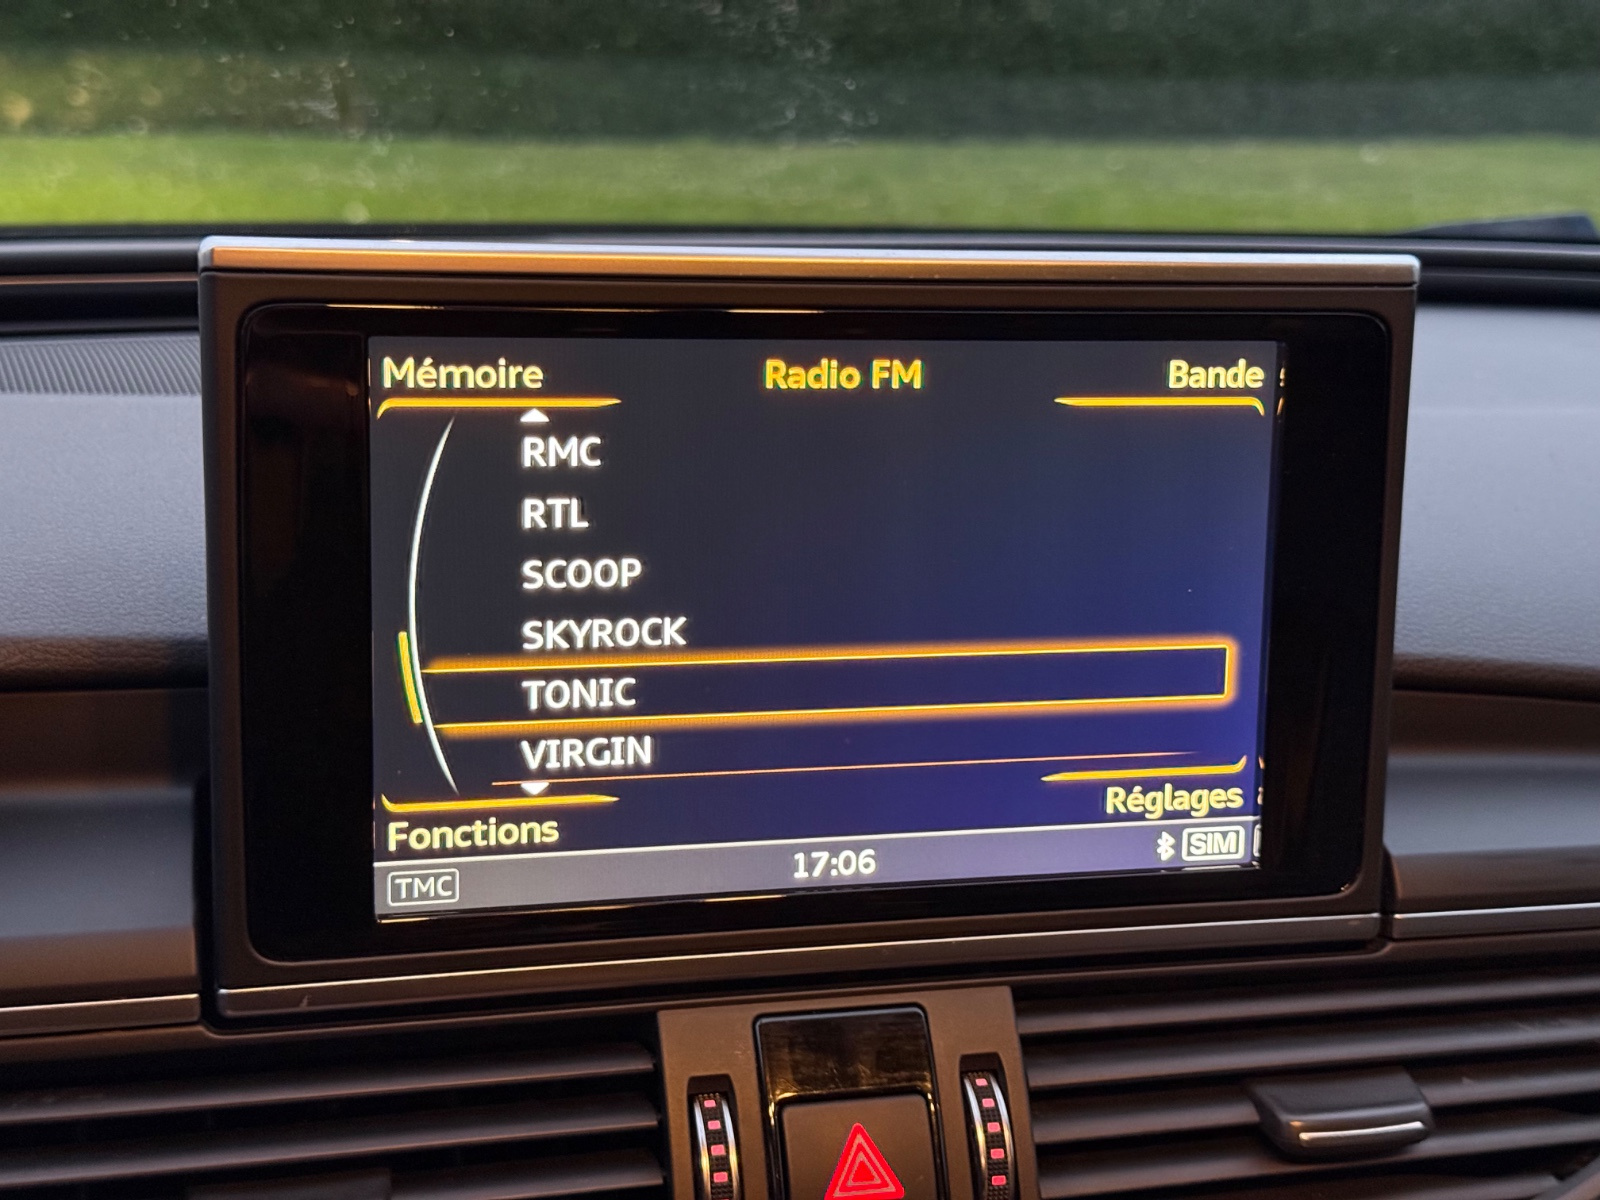 Mémoire Radio FM Bande
RMC
RTL
SCOOP
SKYROCK
TONIC
VIRGIN
Réglages
Fonctions
TMC 17:06 SIM